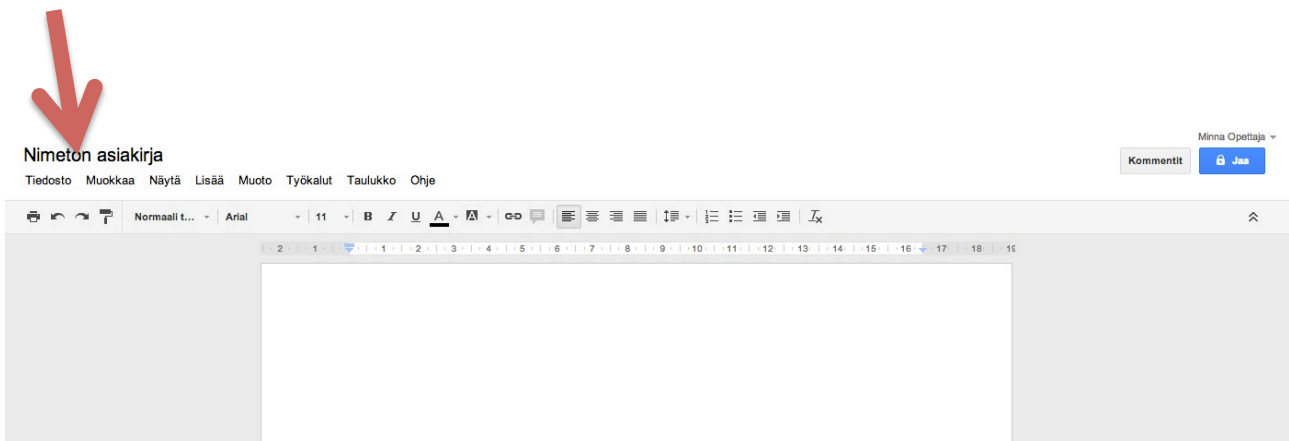 Minna Opettaja
Nimetön asiakirja
Kommentit Jaa
Tiedosto Muokkaa Näytä Lisää Muoto Työkalut Taulukko Ohje
Normaali t... Arial 11 B I U A A
2 1 1 2 3 4 5 6 7 8 9 10 11 12 13 14 15 16 17 18 19